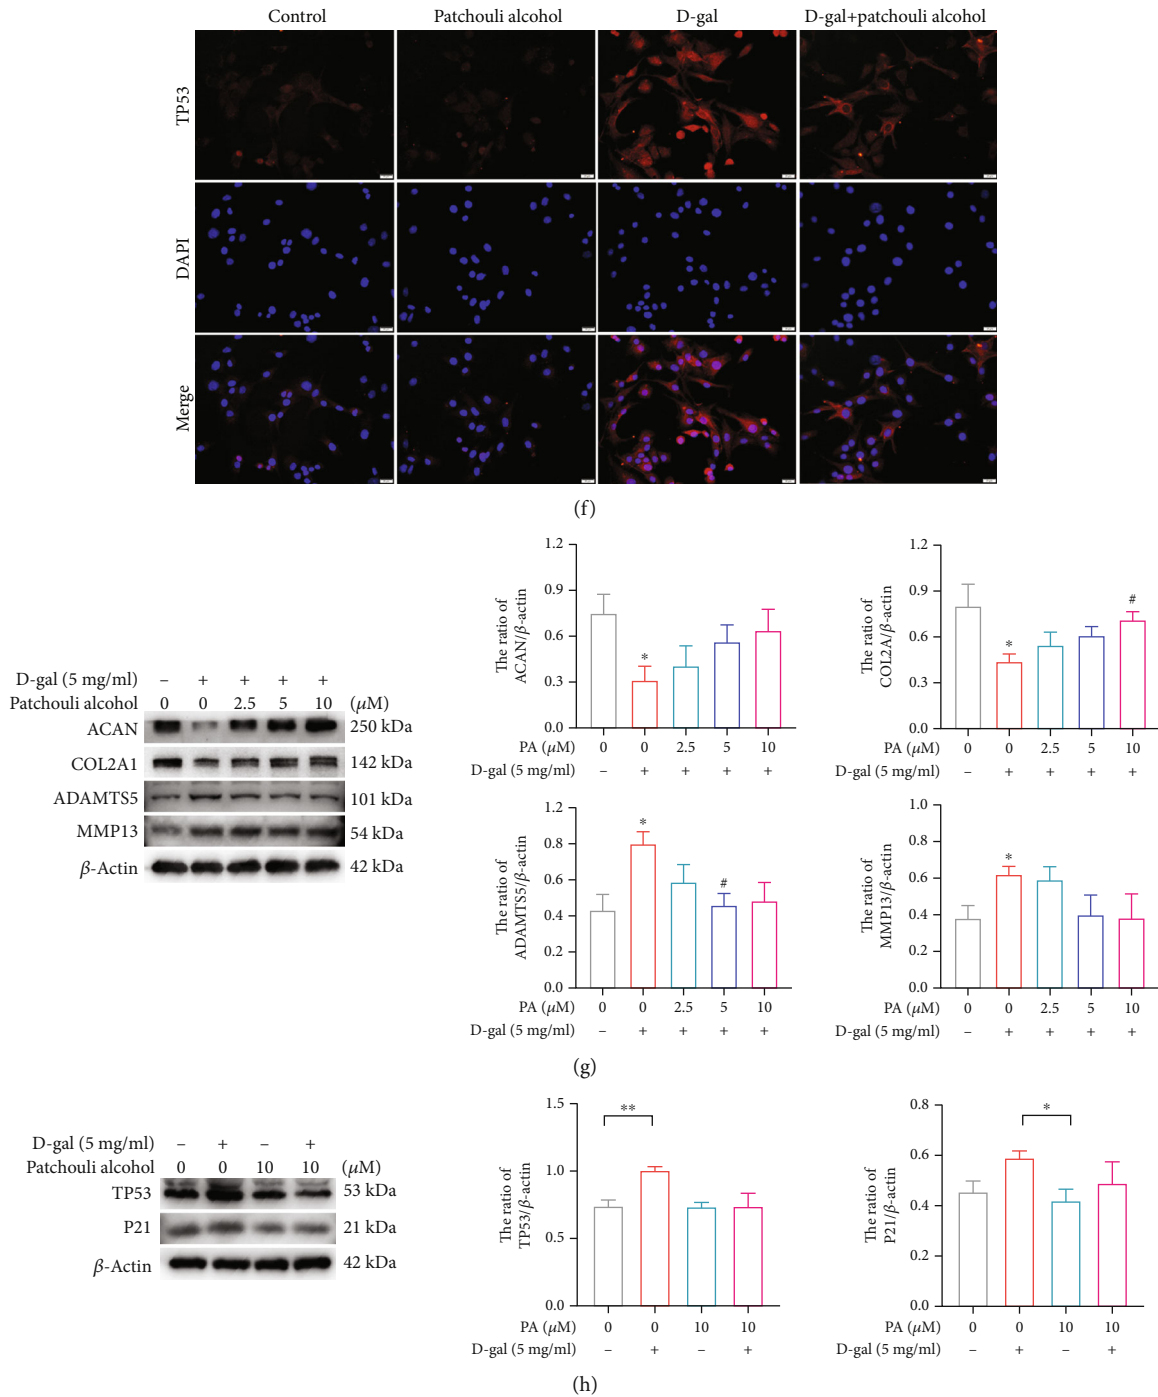 Control Patchouli alcohol D-gal D-gal+patchouli alcohol
TP53
DAPI
Merge
(f)
D-gal (5 mg/ml) – + + + +
Patchouli alcohol 0 0 2.5 5 10 (μM)
ACAN 250 kDa
COL2A1 142 kDa
ADAMTS5 101 kDa
MMP13 54 kDa
β-Actin 42 kDa
The ratio of
ACAN/β-actin
1.2
0.9
0.6
0.3
0.0
*
PA (μM) 0 0 2.5 5 10
D-gal (5 mg/ml) – + + + +
The ratio of
COL2A/β-actin
1.2
0.9
0.6
0.3
0.0
* #
PA (μM) 0 0 2.5 5 10
D-gal (5 mg/ml) – + + + +
The ratio of
ADAMTS5/β-actin
1.2
0.8
0.6
0.4
0.0
* #
PA (μM) 0 0 2.5 5 10
D-gal (5 mg/ml) – + + + +
The ratio of
MMP13/β-actin
1.0
0.8
0.6
0.4
0.2
0.0
*
PA (μM) 0 0 2.5 5 10
D-gal (5 mg/ml) – + + + +
(g)
D-gal (5 mg/ml) – + – +
Patchouli alcohol 0 0 10 10 (μM)
TP53 53 kDa
P21 21 kDa
β-Actin 42 kDa
The ratio of
TP53/β-actin
1.5
1.0
0.5
0.0
**
PA (μM) 0 0 10 10
D-gal (5 mg/ml) – + – +
The ratio of
P21/β-actin
0.8
0.6
0.4
0.2
0.0
*
PA (μM) 0 0 10 10
D-gal (5 mg/ml) – + – +
(h)